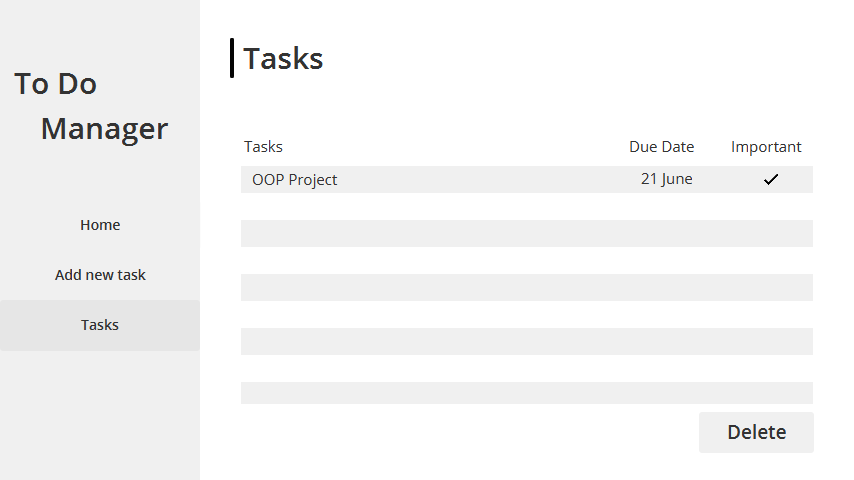 To Do
Manager
Home
Add new task
Tasks
Tasks
Tasks Due Date Important
OOP Project 21 June
Delete